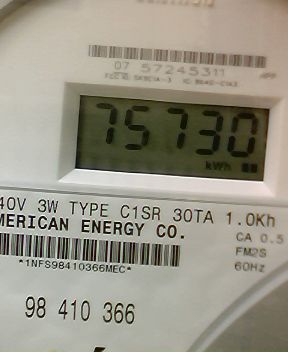 07 57245311
75730
kWh
40V 3W TYPE C1SR 30TA 1.0Kh
MERICAN ENERGY CO.
CA 0.5
FM2S
60Hz
*1NFS98410366MEC*
98 410 366